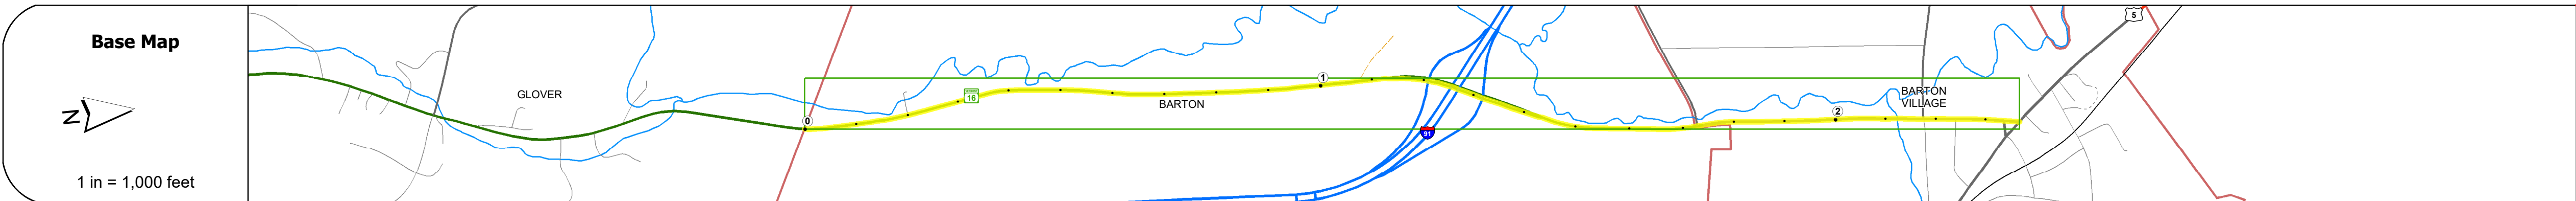 Base Map
N
1 in = 1,000 feet
GLOVER
0
16
BARTON
1
91
2
BARTON
VILLAGE
5